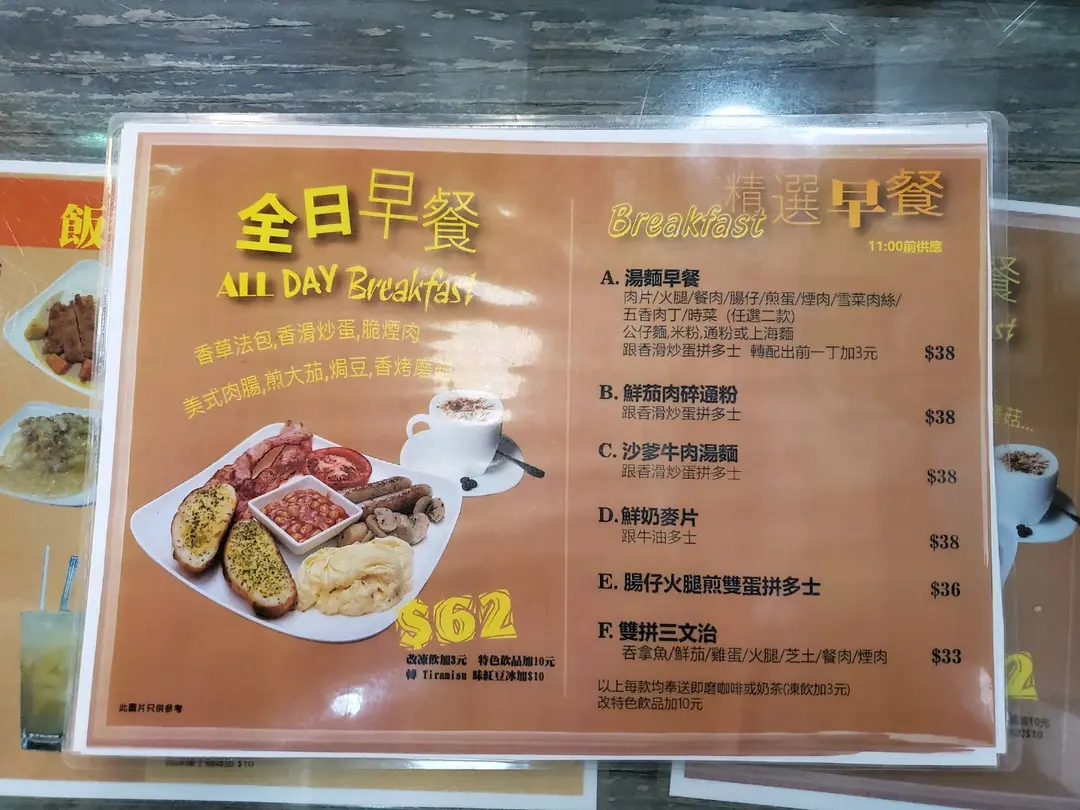 飯
全日早餐
ALL DAY Breakfast
香草法包,香滑炒蛋,脆煙肉
美式肉腸,煎大茄,焗豆,香烤磨
$62
改凍飲加3元 特色飲品加10元
轉 Tiramisu 味紅豆冰加$10
此圖片只供參考
精選早餐
Breakfast
11:00前供應
A. 湯麵早餐
肉片/火腿/餐肉/腸仔/煎蛋/煙肉/雪菜肉絲/
五香肉丁/時菜 (任選二款)
公仔麵,米粉,通粉或上海麵
跟香滑炒蛋拼多士 轉配出前一丁加3元 $38
B. 鮮茄肉碎通粉
跟香滑炒蛋拼多士 $38
C. 沙爹牛肉湯麵
跟香滑炒蛋拼多士 $38
D. 鮮奶麥片
跟牛油多士 $38
E. 腸仔火腿煎雙蛋拼多士 $36
F. 雙拼三文治
吞拿魚/鮮茄/雞蛋/火腿/芝士/餐肉/煙肉 $33
以上每款均奉送即磨咖啡或奶茶(凍飲加3元)
改特色飲品加10元
餐
st
菇...
2
10元
$10